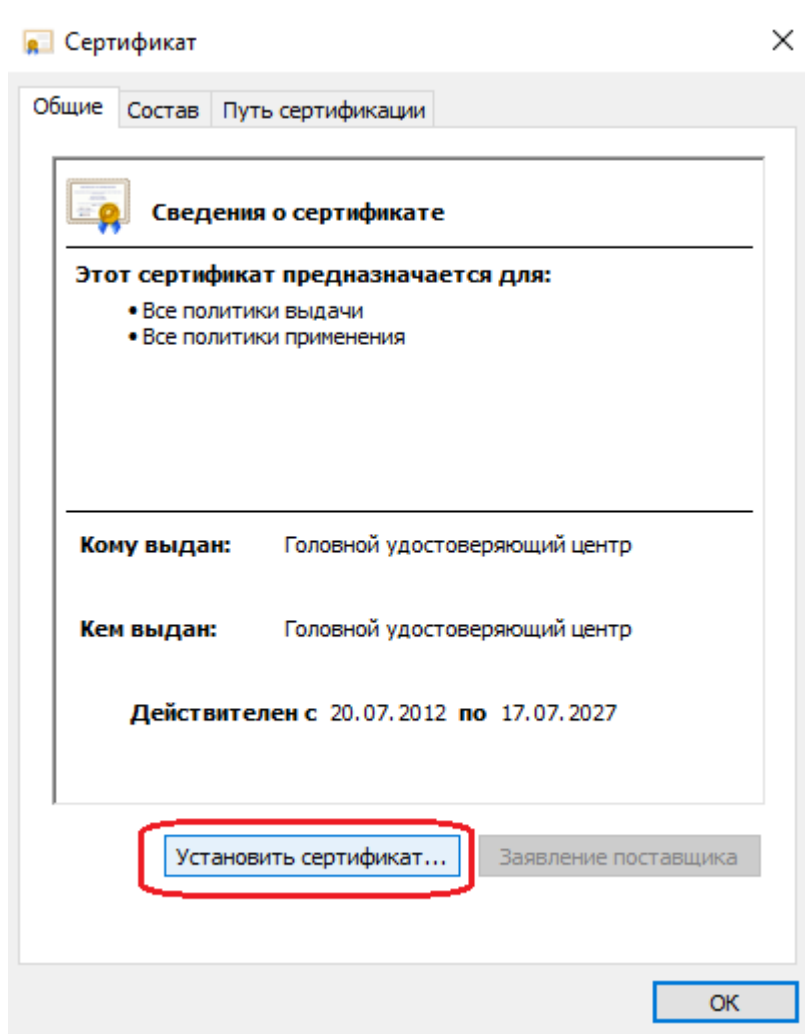 Сертификат
Общие Состав Путь сертификации
Сведения о сертификате
Этот сертификат предназначается для:
• Все политики выдачи
• Все политики применения
Кому выдан: Головной удостоверяющий центр
Кем выдан: Головной удостоверяющий центр
Действителен с 20.07.2012 по 17.07.2027
Установить сертификат... Заявление поставщика
ОК